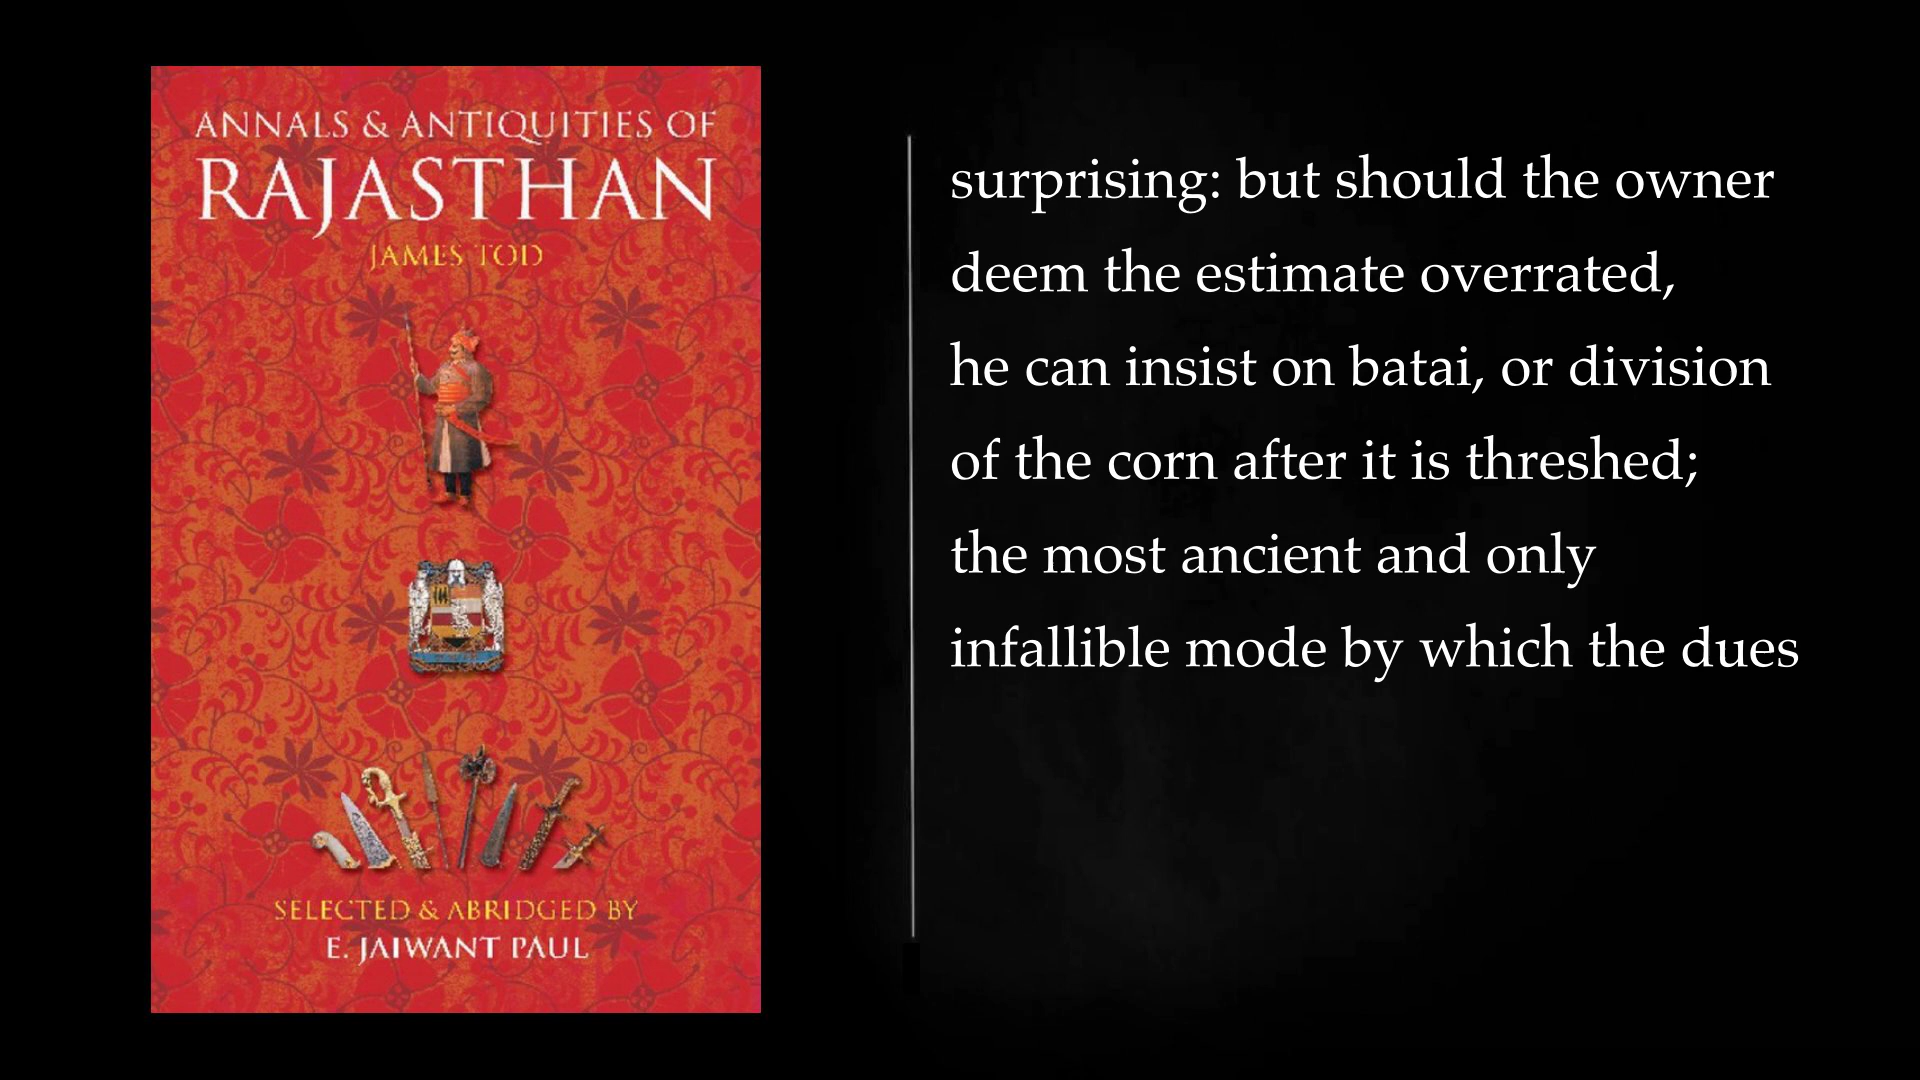 ANNALS & ANTIQUITIES OF
RAJASTHAN
JAMES TOD
SELECTED & ABRIDGED BY
E. JAIWANT PAUL
surprising: but should the owner
deem the estimate overrated,
he can insist on batai, or division
of the corn after it is threshed;
the most ancient and only
infallible mode by which the dues